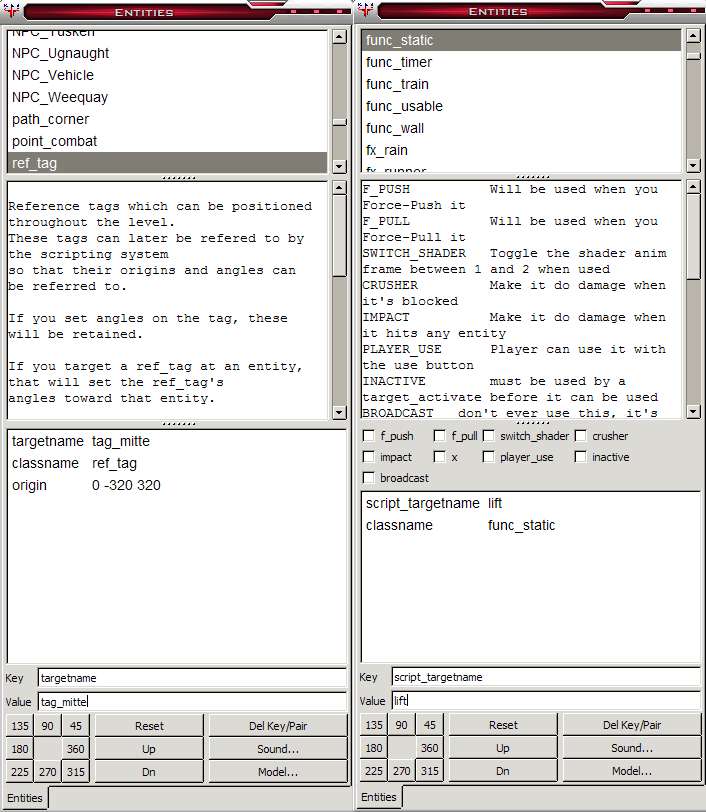 ENTITIES
NPC_Tusken
NPC_Ugnaught
NPC_Vehicle
NPC_Weequay
path_corner
point_combat
ref_tag
Reference tags which can be positioned
throughout the level.
These tags can later be refered to by
the scripting system
so that their origins and angles can
be referred to.
If you set angles on the tag, these
will be retained.
If you target a ref_tag at an entity,
that will set the ref_tag's
angles toward that entity.
targetname tag_mitte
classname ref_tag
origin 0 -320 320
Key targetname
Value tag_mitte
135 90 45 Reset Del Key/Pair
180 360 Up Sound...
225 270 315 Dn Model...
Entities
ENTITIES
func_static
func_timer
func_train
func_usable
func_wall
fx_rain
fx_runner
F_PUSH Will be used when you
Force-Push it
F_PULL Will be used when you
Force-Pull it
SWITCH_SHADER Toggle the shader anim
frame between 1 and 2 when used
CRUSHER Make it do damage when
it's blocked
IMPACT Make it do damage when
it hits any entity
PLAYER_USE Player can use it with
the use button
INACTIVE must be used by a
target_activate before it can be used
BROADCAST don't ever use this, it's
f_push f_pull switch_shader crusher
impact x player_use inactive
broadcast
script_targetname lift
classname func_static
Key script_targetname
Value lift
135 90 45 Reset Del Key/Pair
180 360 Up Sound...
225 270 315 Dn Model...
Entities